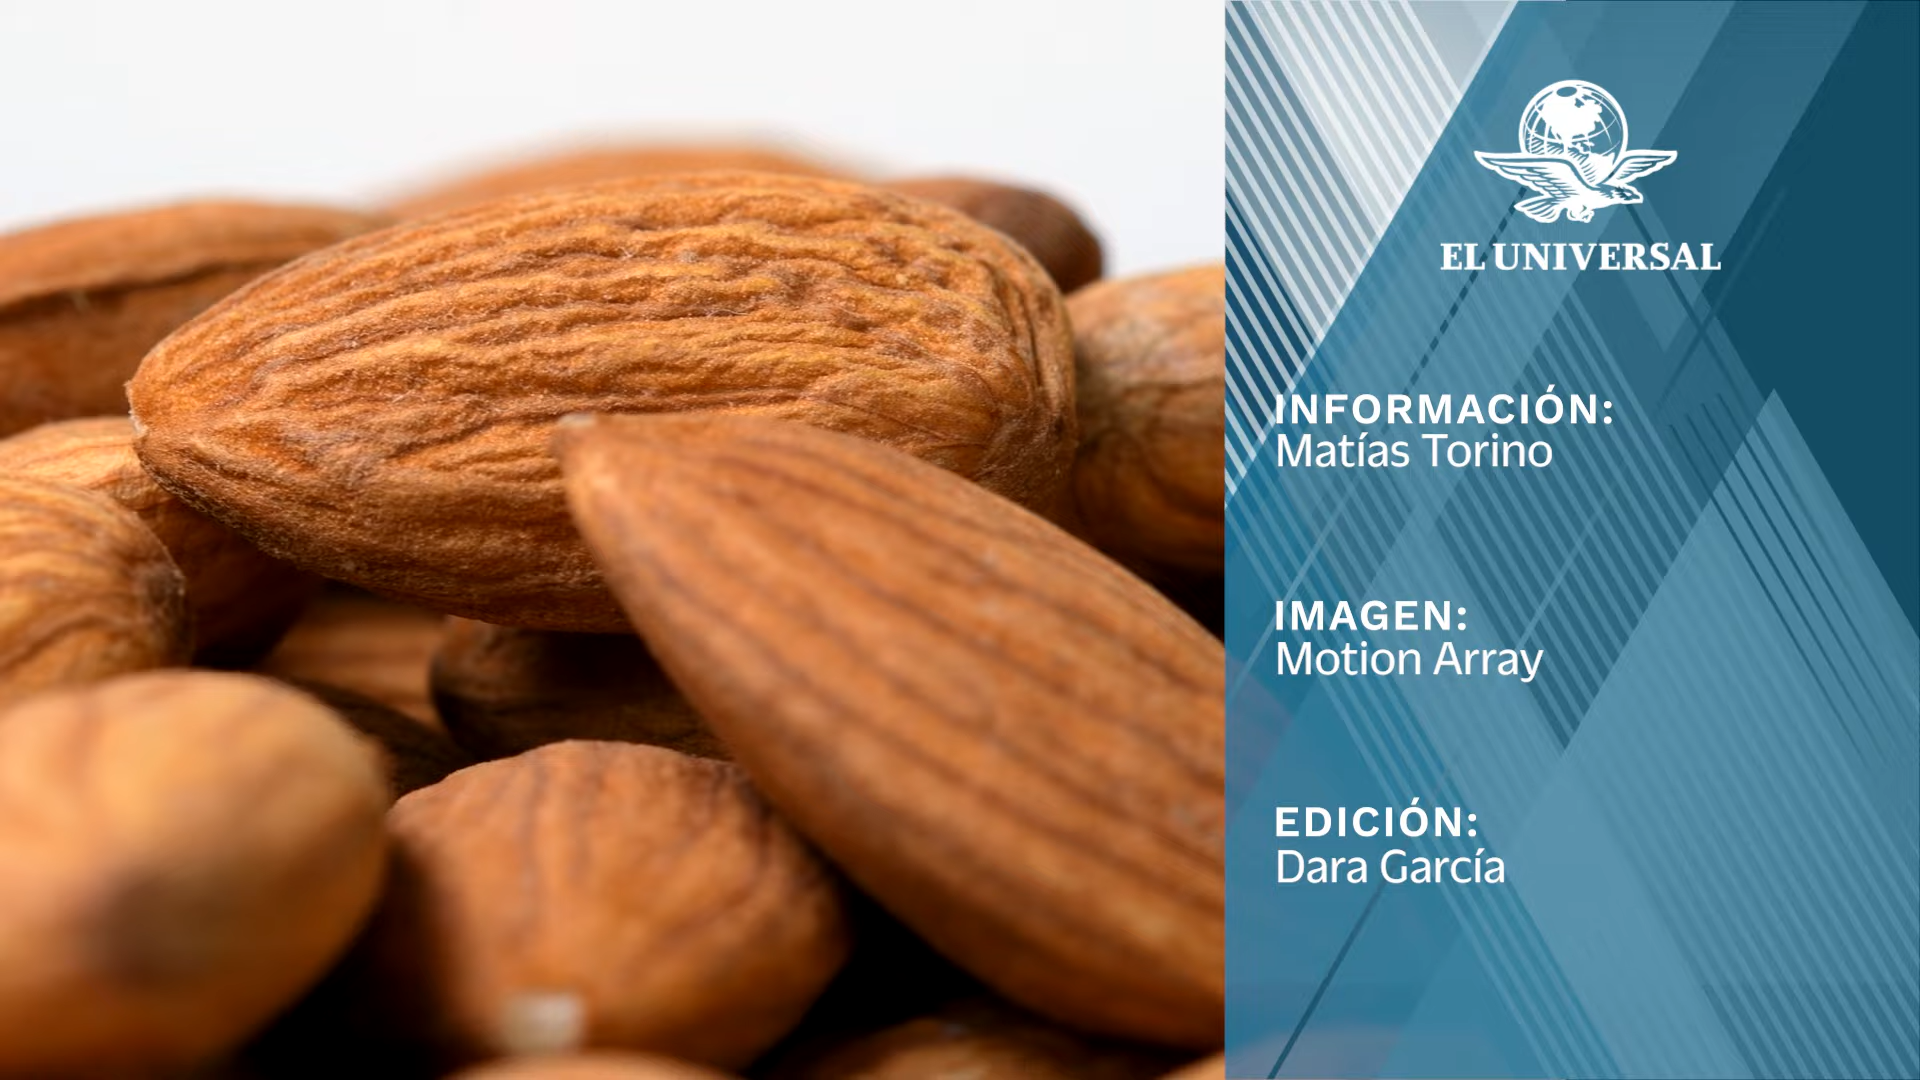 EL UNIVERSAL
INFORMACIÓN:
Matías Torino
IMAGEN:
Motion Array
EDICIÓN:
Dara García